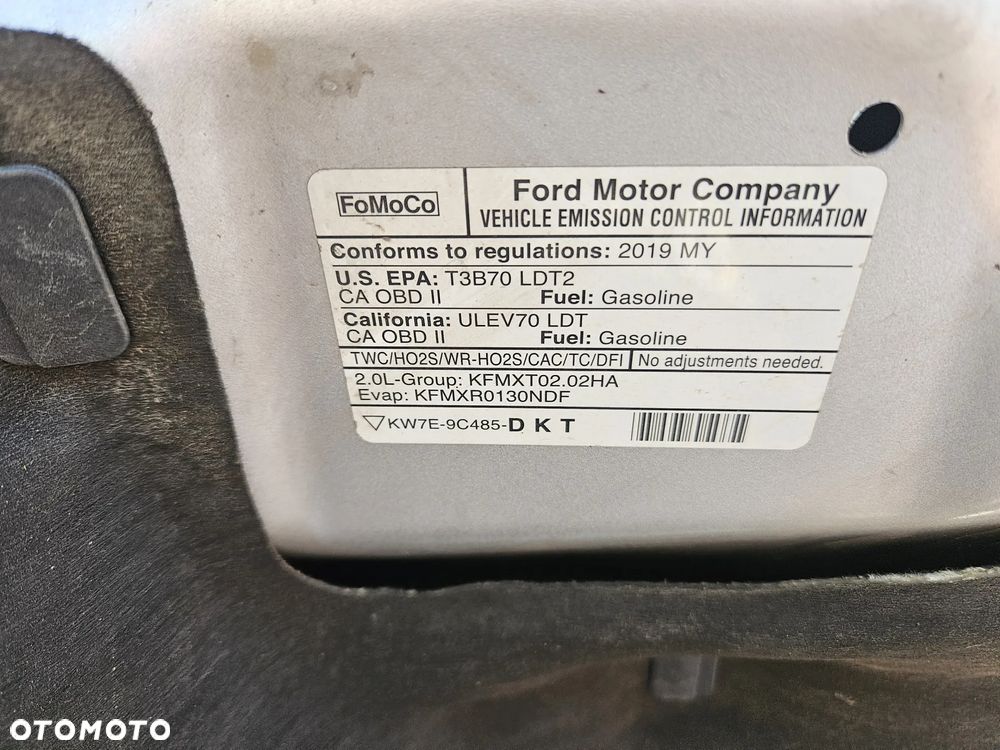 FoMoCo
Ford Motor Company
VEHICLE EMISSION CONTROL INFORMATION
Conforms to regulations: 2019 MY
U.S. EPA: T3B70 LDT2
CA OBD II Fuel: Gasoline
California: ULEV70 LDT
CA OBD II Fuel: Gasoline
TWC/HO2S/WR-HO2S/CAC/TC/DFI No adjustments needed.
2.0L-Group: KFMXT02.02HA
Evap: KFMXR0130NDF
KW7E-9C485-DKT
OTOMOTO